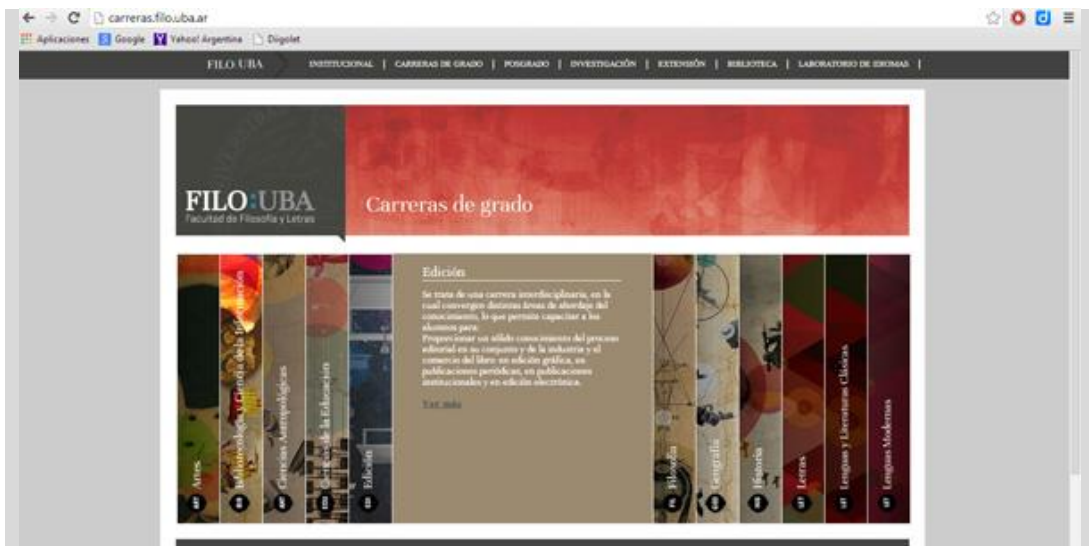 carreras.filo.uba.ar
Aplicaciones Google Yahoo! Argentina Diigolet
FILO UBA INSTITUCIONAL | CARRERAS DE GRADO | POSGRADO | INVESTIGACIÓN | EXTENSIÓN | BIBLIOTECA | LABORATORIO DE IDIOMAS |
FILO:UBA
Facultad de Filosofía y Letras
Carreras de grado
Artes
Bibliotecología y Ciencia de la Información
Ciencias Antropológicas
Ciencias de la Educación
Edición
Edición
Se trata de una carrera interdisciplinaria, en la
cual convergen distintas áreas de abordaje del
conocimiento, lo que permite capacitar a los
alumnos para:
Proporcionar un sólido conocimiento del proceso
editorial en su conjunto y de la industria y el
comercio del libro: en edición gráfica, en
publicaciones periódicas, en publicaciones
institucionales y en edición electrónica.
Ver más
Filosofía
Geografía
Historia
Letras
Lenguas y Literaturas Clásicas
Lenguas Modernas